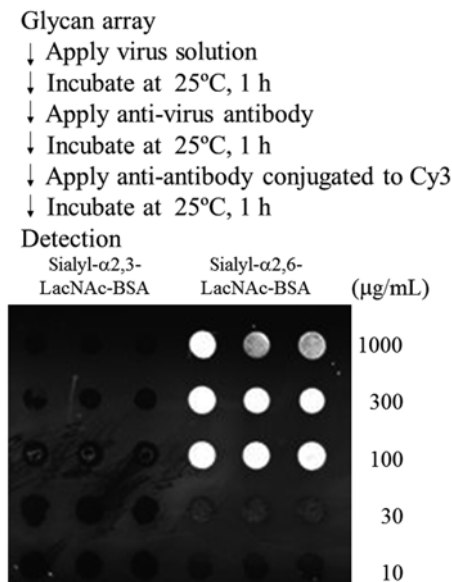 Glycan array
↓ Apply virus solution
↓ Incubate at 25ºC, 1 h
↓ Apply anti-virus antibody
↓ Incubate at 25ºC, 1 h
↓ Apply anti-antibody conjugated to Cy3
↓ Incubate at 25ºC, 1 h
Detection
Sialyl-α2,3-
LacNAc-BSA
Sialyl-α2,6-
LacNAc-BSA
(μg/mL)
1000
300
100
30
10